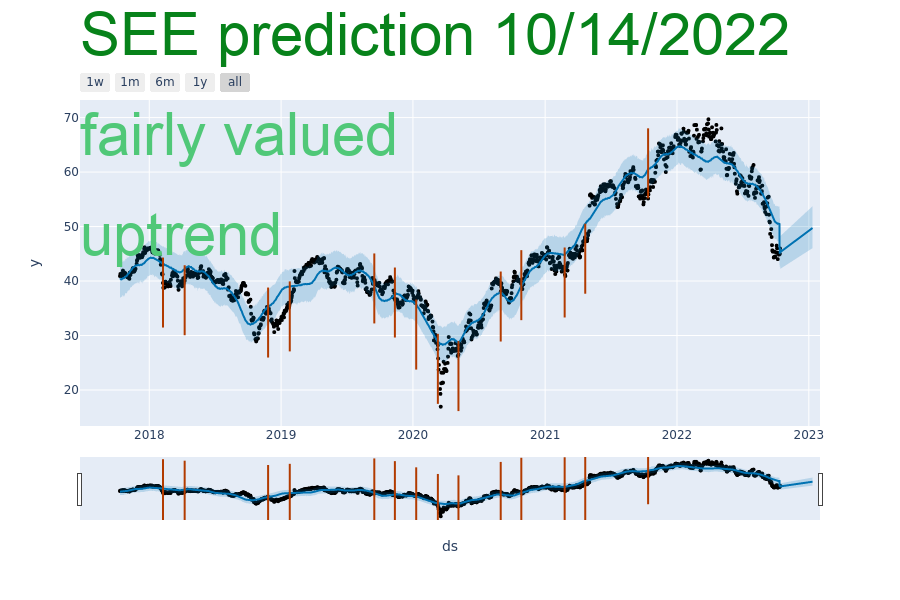 SEE prediction 10/14/2022
1w 1m 6m 1y all
fairly valued
uptrend
70
60
50
40
30
20
y
2018 2019 2020 2021 2022 2023
ds